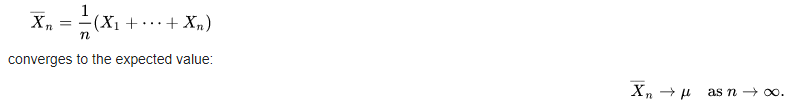 X̅ₙ = 1/n (X₁ + ⋯ + Xₙ)
converges to the expected value:
X̅ₙ → μ as n → ∞.